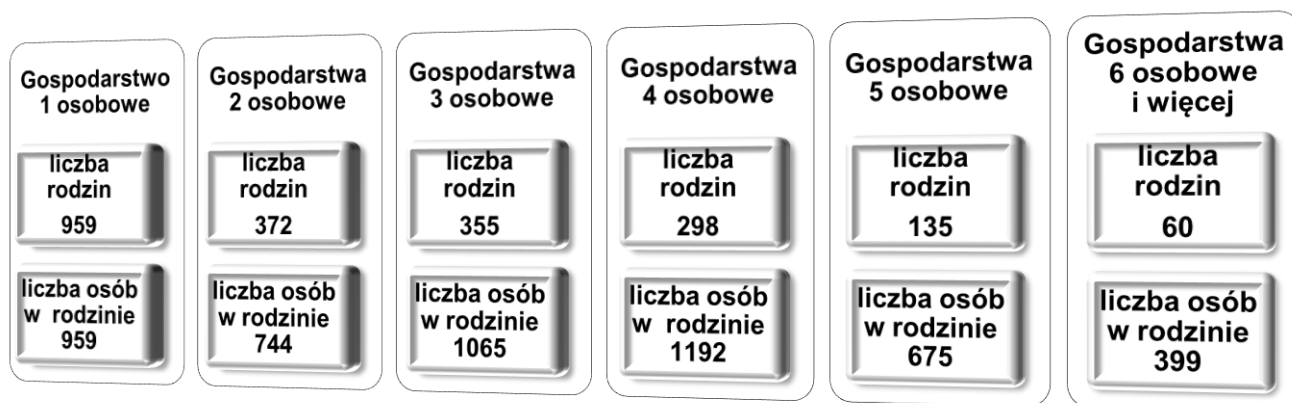 Gospodarstwo
1 osobowe
liczba
rodzin
959
liczba osób
w rodzinie
959
Gospodarstwa
2 osobowe
liczba
rodzin
372
liczba osób
w rodzinie
744
Gospodarstwa
3 osobowe
liczba
rodzin
355
liczba osób
w rodzinie
1065
Gospodarstwa
4 osobowe
liczba
rodzin
298
liczba osób
w rodzinie
1192
Gospodarstwa
5 osobowe
liczba
rodzin
135
liczba osób
w rodzinie
675
Gospodarstwa
6 osobowe
i więcej
liczba
rodzin
60
liczba osób
w rodzinie
399